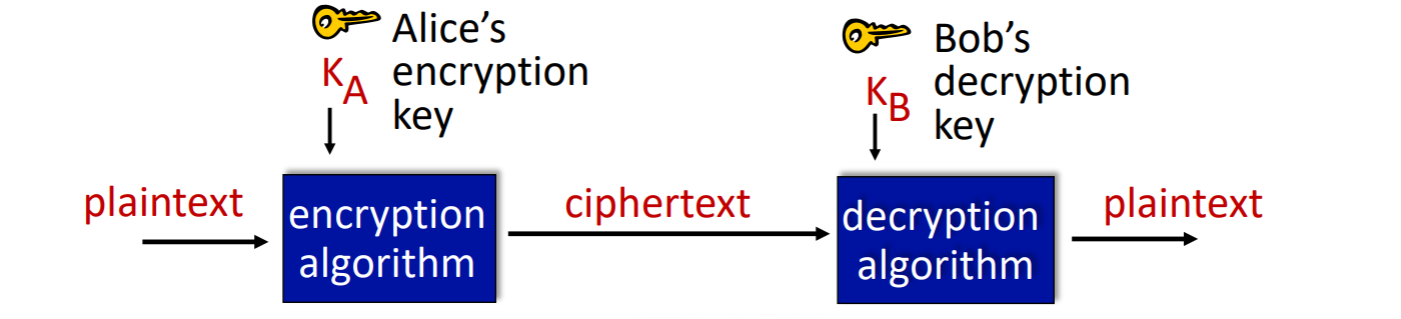 Alice's
encryption
key
K_A
Bob's
decryption
key
K_B
plaintext
encryption
algorithm
ciphertext
decryption
algorithm
plaintext